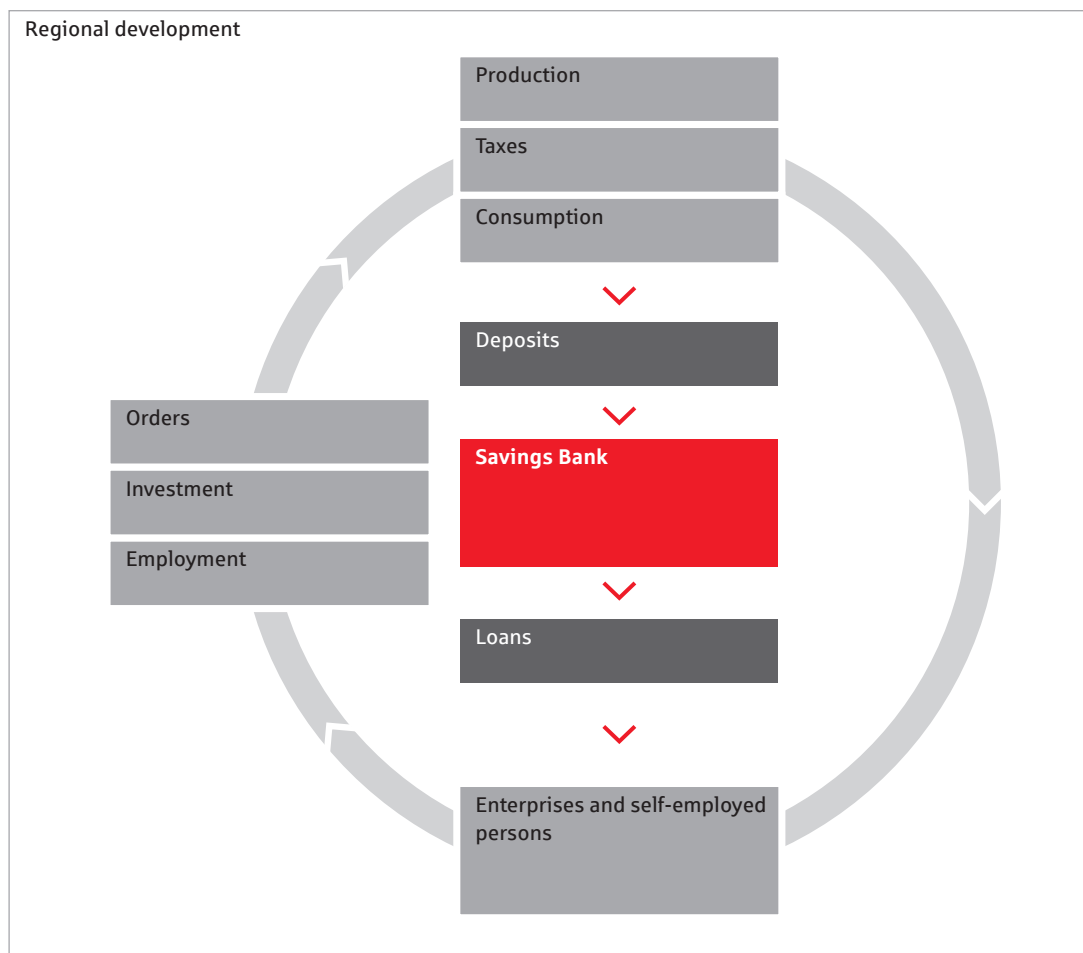 Regional development
Production
Taxes
Consumption
Deposits
Orders
Savings Bank
Investment
Employment
Loans
Enterprises and self-employed
persons